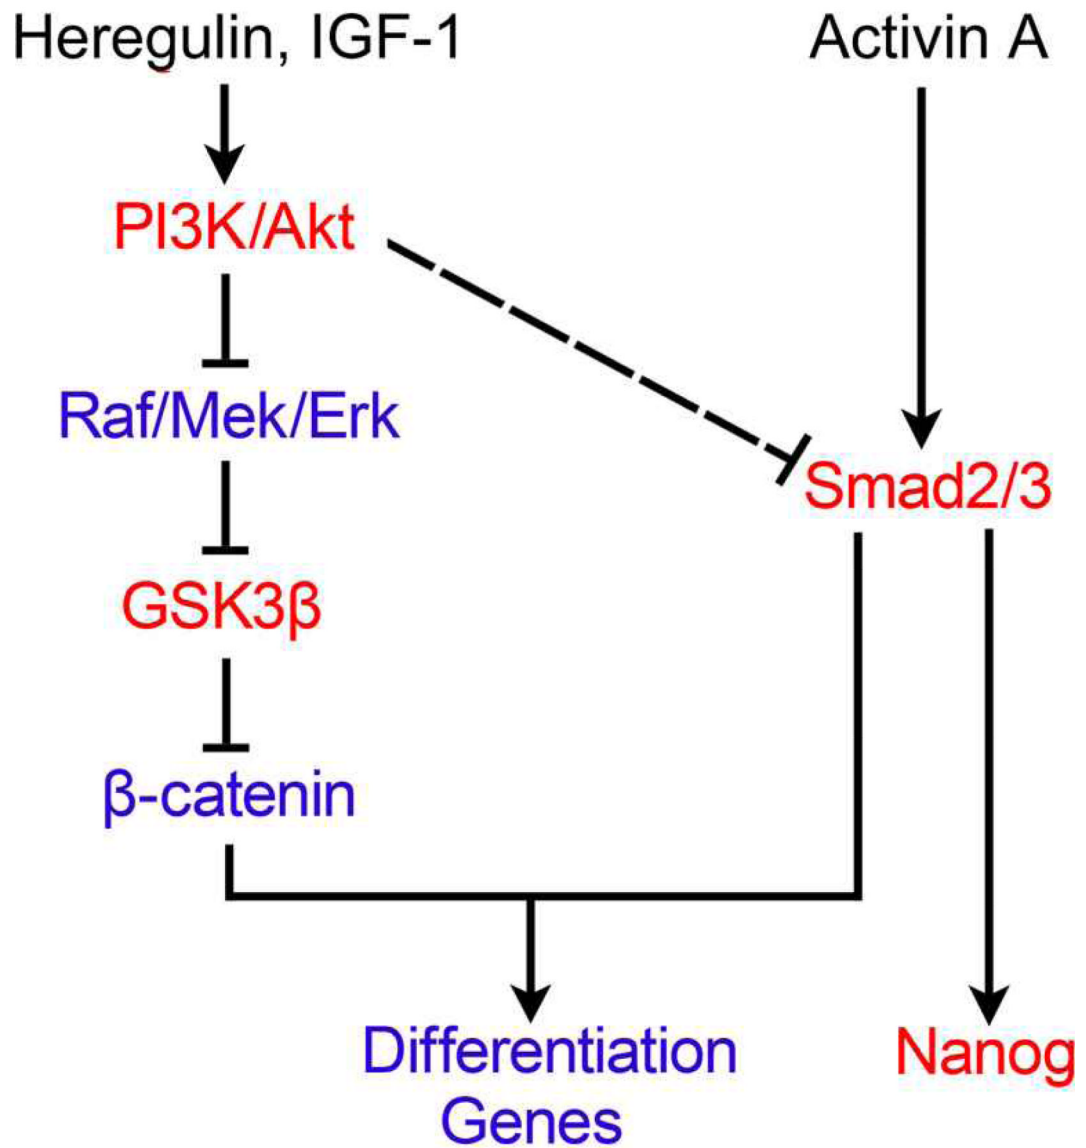 Heregulin, IGF-1
Activin A
PI3K/Akt
Raf/Mek/Erk
Smad2/3
GSK3β
β-catenin
Differentiation
Genes
Nanog